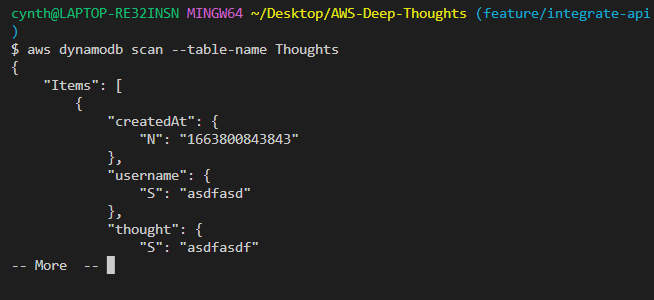 cynth@LAPTOP-RE32INSN MINGW64 ~/Desktop/AWS-Deep-Thoughts (feature/integrate-api
)
$ aws dynamodb scan --table-name Thoughts
{
    "Items": [
        {
            "createdAt": {
                "N": "1663800843843"
            },
            "username": {
                "S": "asdfasd"
            },
            "thought": {
                "S": "asdfasdf"
-- More  --